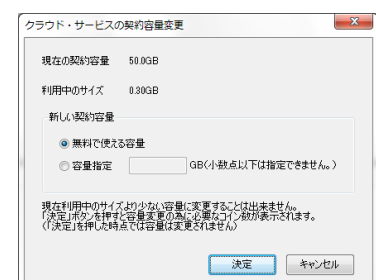 クラウド・サービスの契約容量変更
現在の契約容量 50.0GB
利用中のサイズ 0.30GB
新しい契約容量
無料で使える容量
容量指定 GB(小数点以下は指定できません。)
現在利用中のサイズより少ない容量に変更することは出来ません。
「決定」ボタンを押すと容量変更の為に必要なコイン数が表示されます。
(「決定」を押した時点では容量は変更されません)
決定 キャンセル